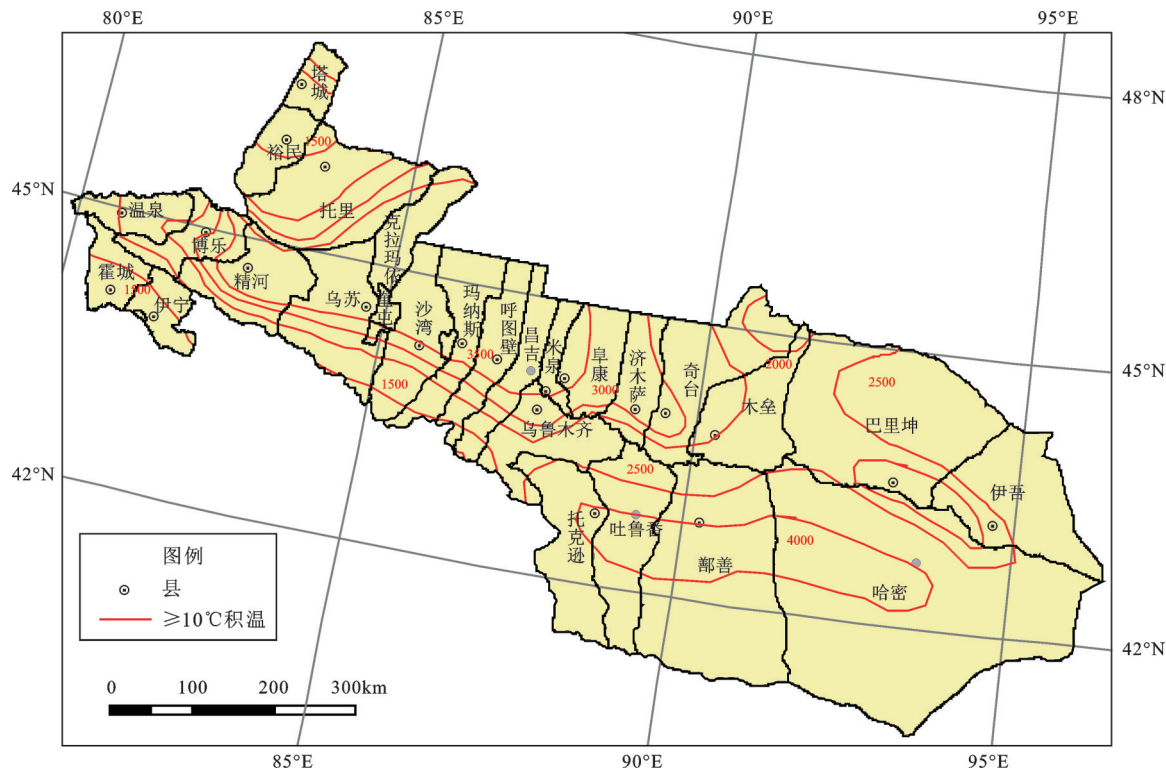 80°E
85°E
90°E
95°E
48°N
45°N
45°N
42°N
42°N
85°E
90°E
95°E
塔城
裕民
1500
托里
温泉
博乐
霍城
1500
伊宁
精河
克拉玛依
乌苏
奎屯
沙湾
1500
玛纳斯
3500
呼图壁
昌吉
米泉
阜康
3000
济木萨
奇台
木垒
2000
2500
巴里坤
伊吾
乌鲁木齐
2500
托克逊
吐鲁番
鄯善
4000
哈密
图例
县
≥10℃积温
0 100 200 300km